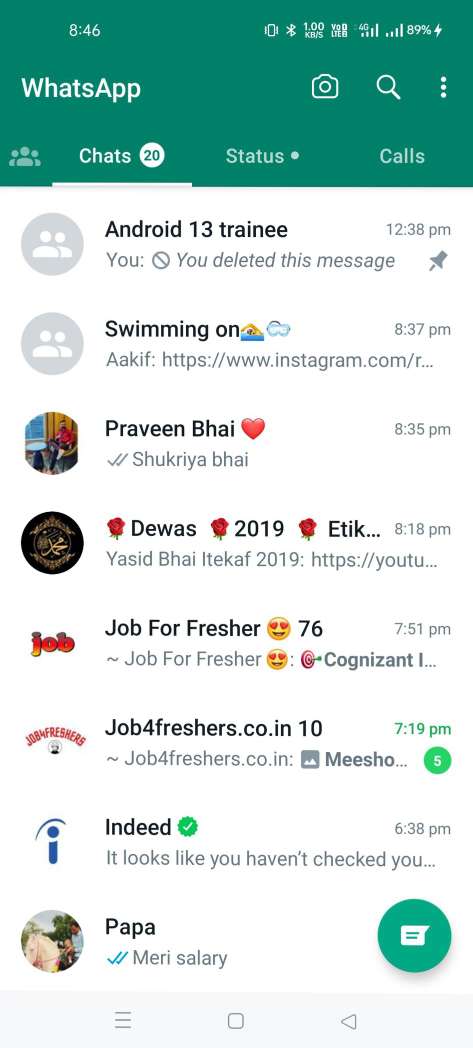 8:46
1.00 KB/S Vo LTE 4G 89%
WhatsApp
Chats 20 Status Calls
Android 13 trainee 12:38 pm
You: You deleted this message
Swimming on 8:37 pm
Aakif: https://www.instagram.com/r...
Praveen Bhai ❤️ 8:35 pm
Shukriya bhai
🌹Dewas 🌹2019 🌹 Etik... 8:18 pm
محمد
Yasid Bhai Itekaf 2019: https://youtu...
Job For Fresher 😍 76 7:51 pm
job
~ Job For Fresher 😍: 🎯Cognizant I...
Job4freshers.co.in 10 7:19 pm
JOB4FRESHERS
~ Job4freshers.co.in: Meesho... 5
Indeed 6:38 pm
i
It looks like you haven't checked you...
Papa
Meri salary